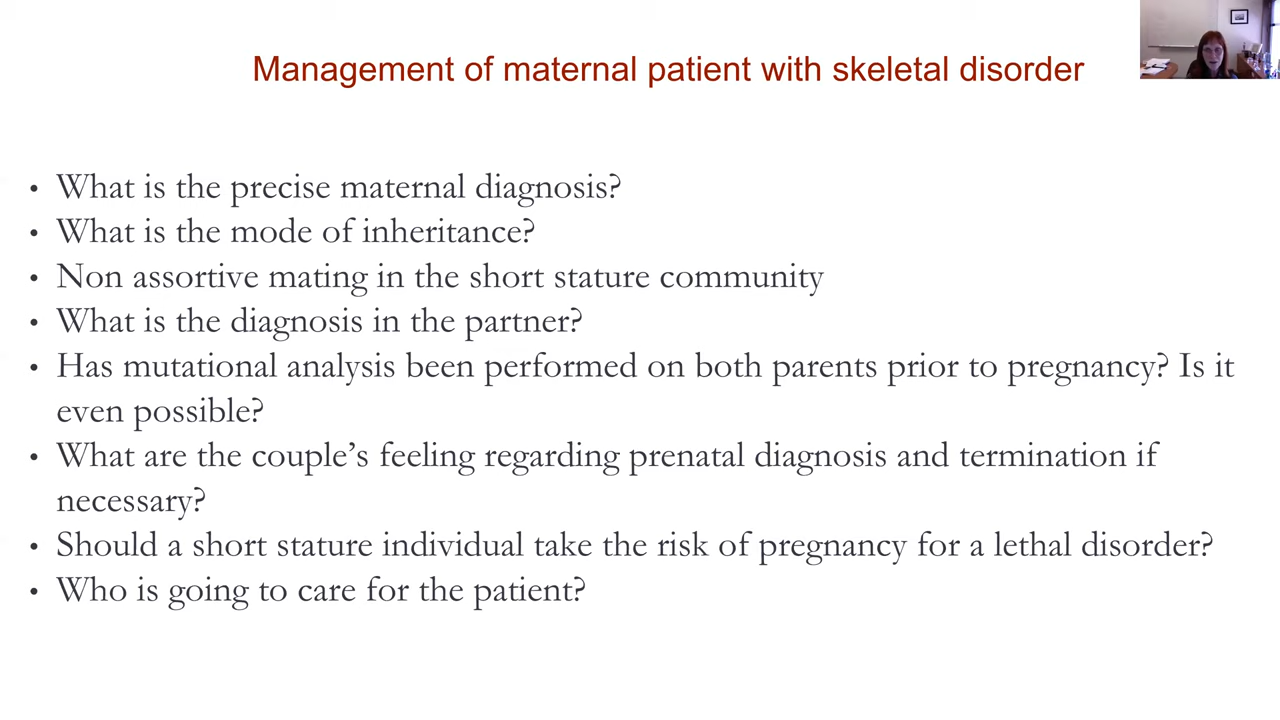 Management of maternal patient with skeletal disorder
• What is the precise maternal diagnosis?
• What is the mode of inheritance?
• Non assortive mating in the short stature community
• What is the diagnosis in the partner?
• Has mutational analysis been performed on both parents prior to pregnancy? Is it
even possible?
• What are the couple’s feeling regarding prenatal diagnosis and termination if
necessary?
• Should a short stature individual take the risk of pregnancy for a lethal disorder?
• Who is going to care for the patient?